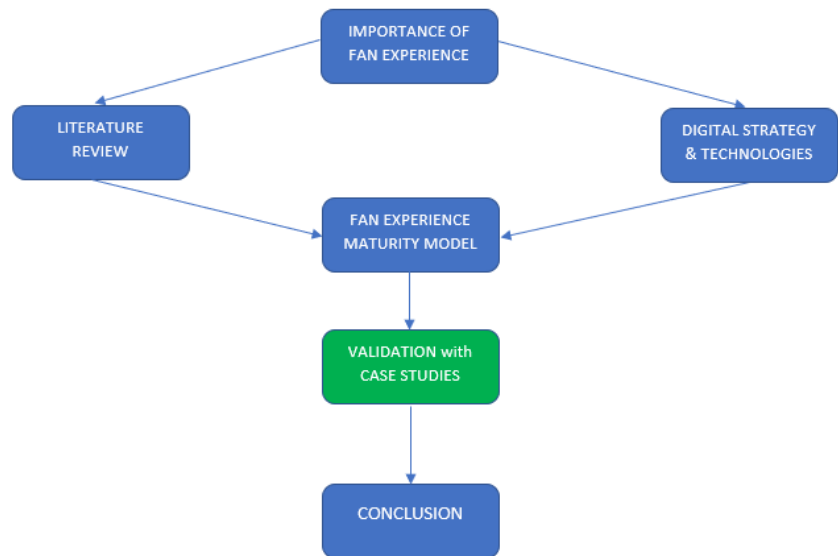 IMPORTANCE OF
FAN EXPERIENCE
LITERATURE
REVIEW
DIGITAL STRATEGY
& TECHNOLOGIES
FAN EXPERIENCE
MATURITY MODEL
VALIDATION with
CASE STUDIES
CONCLUSION